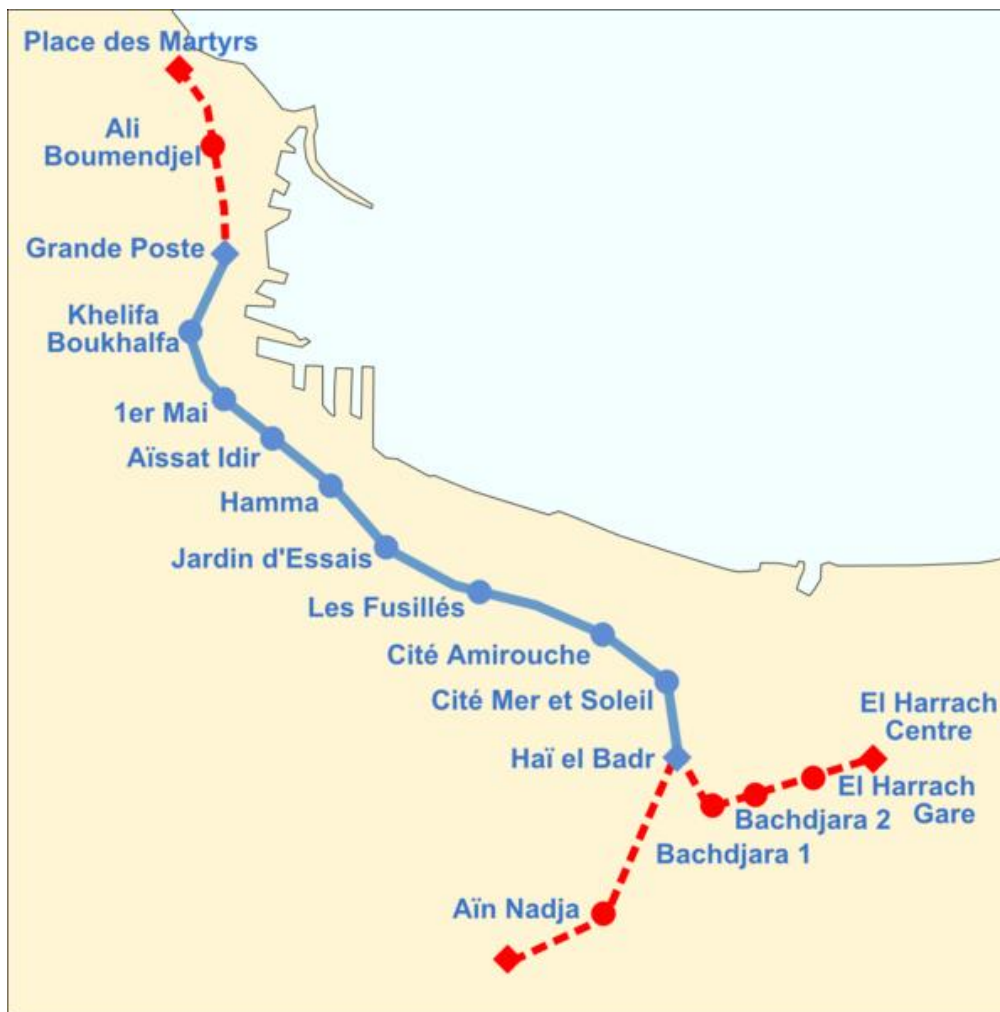 Place des Martyrs
Ali
Boumendjel
Grande Poste
Khelifa
Boukhalfa
1er Mai
Aïssat Idir
Hamma
Jardin d'Essais
Les Fusillés
Cité Amirouche
Cité Mer et Soleil
Haï el Badr
El Harrach
Centre
El Harrach
Gare
Bachdjara 2
Bachdjara 1
Aïn Nadja